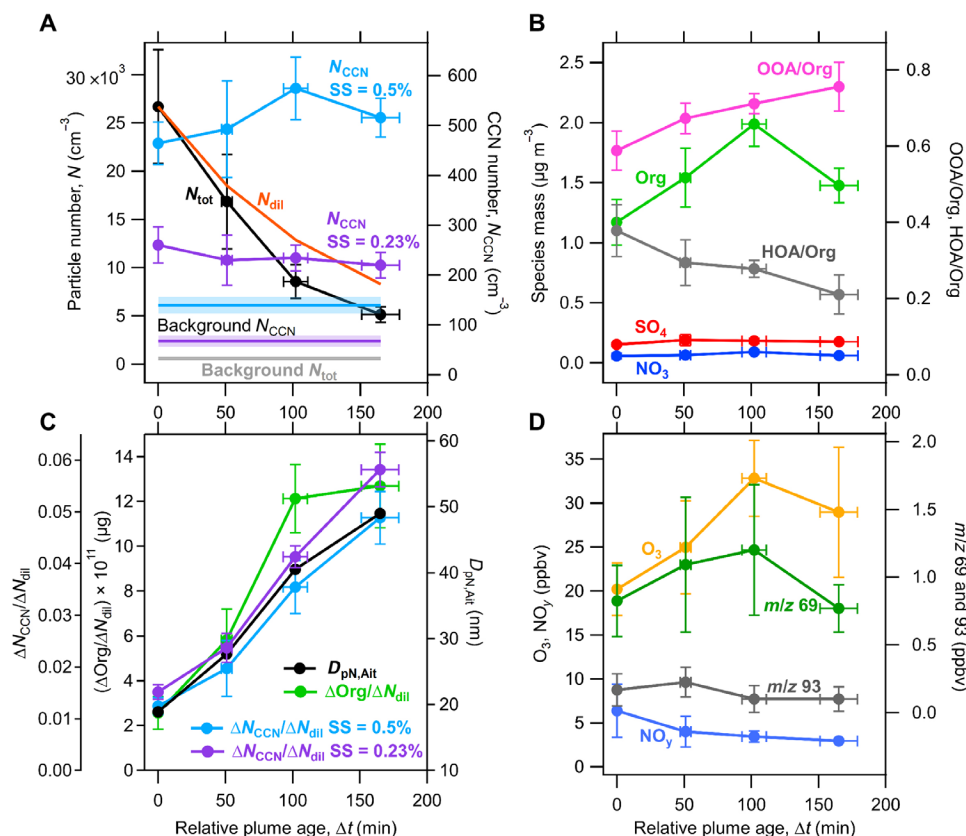 A
B
30 ×10³
25
20
15
10
5
0
Particle number, N (cm⁻³)
600
500
400
300
200
100
0
CCN number, N_CCN (cm⁻³)
N_CCN
SS = 0.5%
N_tot
N_dil
N_CCN
SS = 0.23%
Background N_CCN
Background N_tot
0
50
100
150
200
2.5
2.0
1.5
1.0
0.5
0.0
Species mass (µg m⁻³)
0.8
0.6
0.4
0.2
0.0
OOA/Org, HOA/Org
OOA/Org
Org
HOA/Org
SO₄
NO₃
0
50
100
150
200
C
D
0.06
0.05
0.04
0.03
0.02
0.01
0.00
ΔN_CCN/ΔN_dil
(ΔOrg/ΔN_dil) × 10¹¹ (µg)
14
12
10
8
6
4
2
0
60
50
40
30
20
10
D_pN,Ait (nm)
D_pN,Ait
ΔOrg/ΔN_dil
ΔN_CCN/ΔN_dil SS = 0.5%
ΔN_CCN/ΔN_dil SS = 0.23%
0
50
100
150
200
Relative plume age, Δt (min)
35
30
25
20
15
10
5
0
O₃, NO_y (ppbv)
2.0
1.5
1.0
0.5
0.0
m/z 69 and 93 (ppbv)
O₃
m/z 69
m/z 93
NO_y
0
50
100
150
200
Relative plume age, Δt (min)